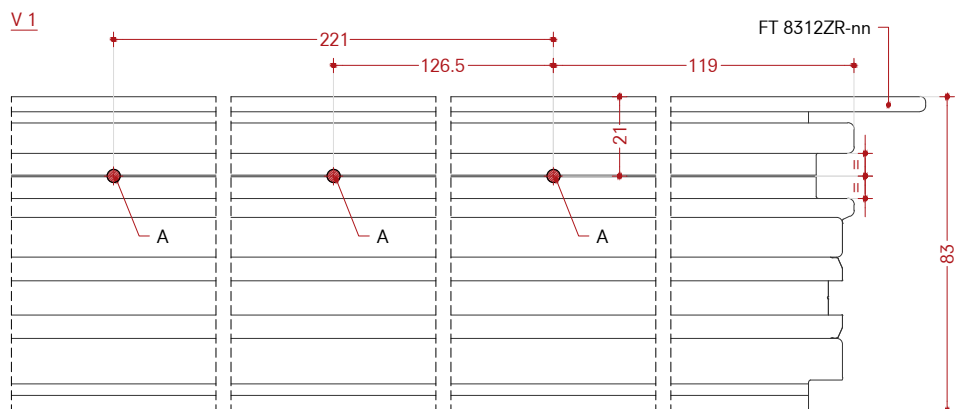 V 1
221
FT 8312ZR-nn
126.5
119
21
=
=
A
A
A
83